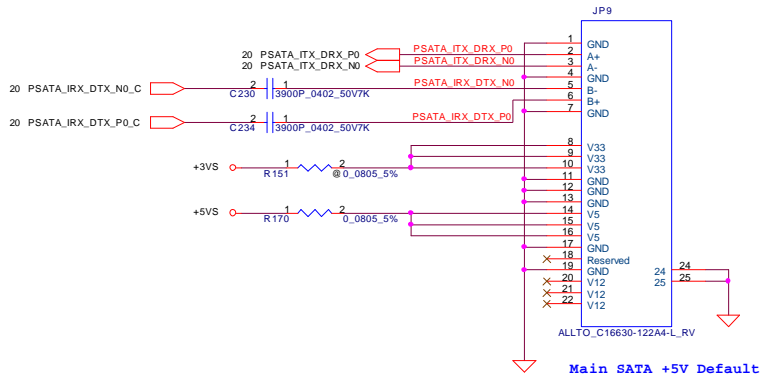 JP9
1 GND
20 PSATA_ITX_DRX_P0 PSATA_ITX_DRX_P0 2 A+
20 PSATA_ITX_DRX_N0 PSATA_ITX_DRX_N0 3 A-
4 GND
20 PSATA_IRX_DTX_N0_C 2 1 PSATA_IRX_DTX_N0 5 B-
C230 3900P_0402_50V7K
6 B+
7 GND
20 PSATA_IRX_DTX_P0_C 2 1 PSATA_IRX_DTX_P0
C234 3900P_0402_50V7K
8 V33
9 V33
+3VS 1 2 10 V33
R151 @0_0805_5%
11 GND
12 GND
13 GND
+5VS 1 2 14 V5
R170 0_0805_5%
15 V5
16 V5
17 GND
18 Reserved
19 GND 24 24
20 V12 25 25
21 V12
22 V12
ALLTO_C16630-122A4-L_RV
Main SATA +5V Default